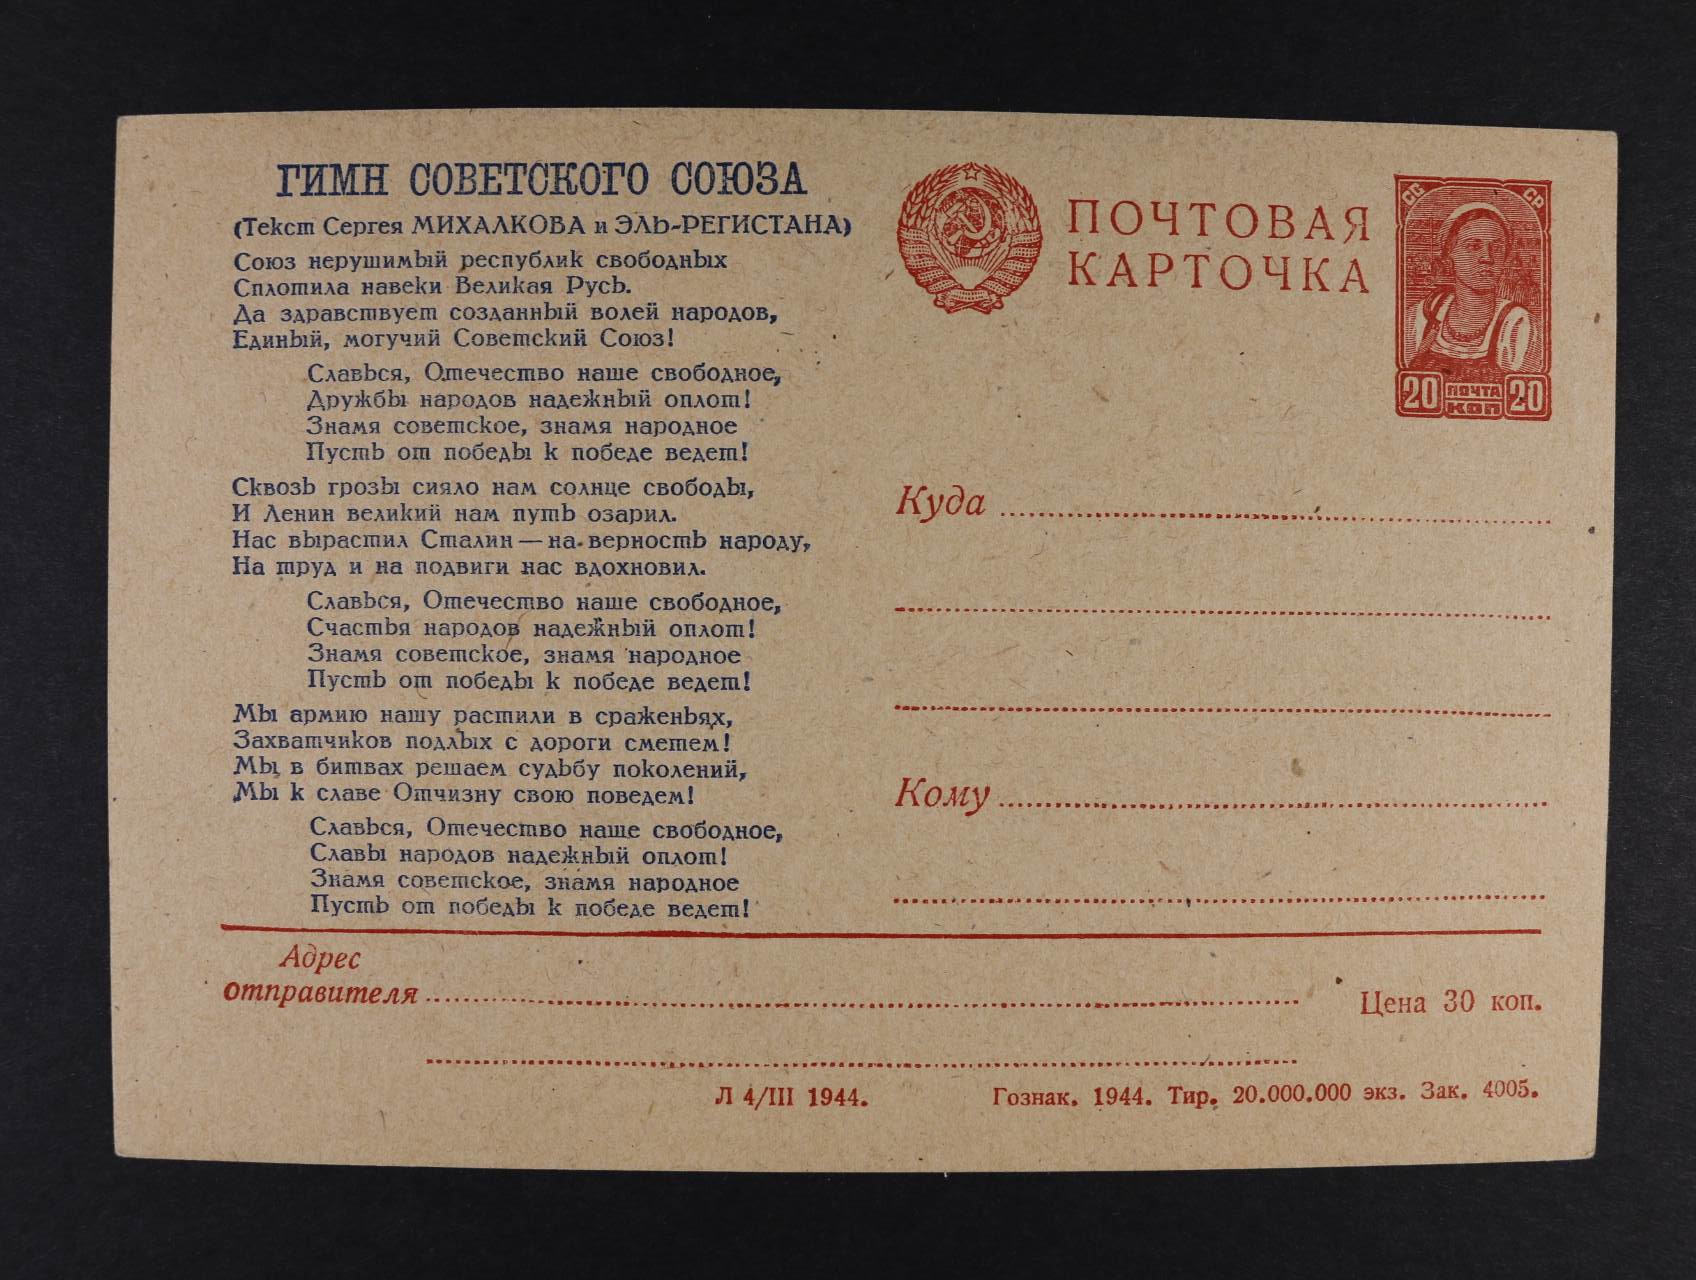 ГИМН СОВЕТСКОГО СОЮЗА
(Текст Сергея МИХАЛКОВА и ЭЛЬ-РЕГИСТАНА)
Союз нерушимый республик свободных
Сплотила навеки Великая Русь.
Да здравствует созданный волей народов,
Единый, могучий Советский Союз!
Славься, Отечество наше свободное,
Дружбы народов надежный оплот!
Знамя советское, знамя народное
Пусть от победы к победе ведет!
Сквозь грозы сияло нам солнце свободы,
И Ленин великий нам путь озарил.
Нас вырастил Сталин — на верность народу,
На труд и на подвиги нас вдохновил.
Славься, Отечество наше свободное,
Счастья народов надежный оплот!
Знамя советское, знамя народное
Пусть от победы к победе ведет!
Мы армию нашу растили в сраженьях,
Захватчиков подлых с дороги сметем!
Мы в битвах решаем судьбу поколений,
Мы к славе Отчизну свою поведем!
Славься, Отечество наше свободное,
Славы народов надежный оплот!
Знамя советское, знамя народное
Пусть от победы к победе ведет!
ПОЧТОВАЯ
КАРТОЧКА
СС СР
20 ПОЧТА КОП 20
Куда
Кому
Адрес
отправителя
Цена 30 коп.
Л 4/III 1944.
Гознак. 1944. Тир. 20.000.000 экз. Зак. 4005.